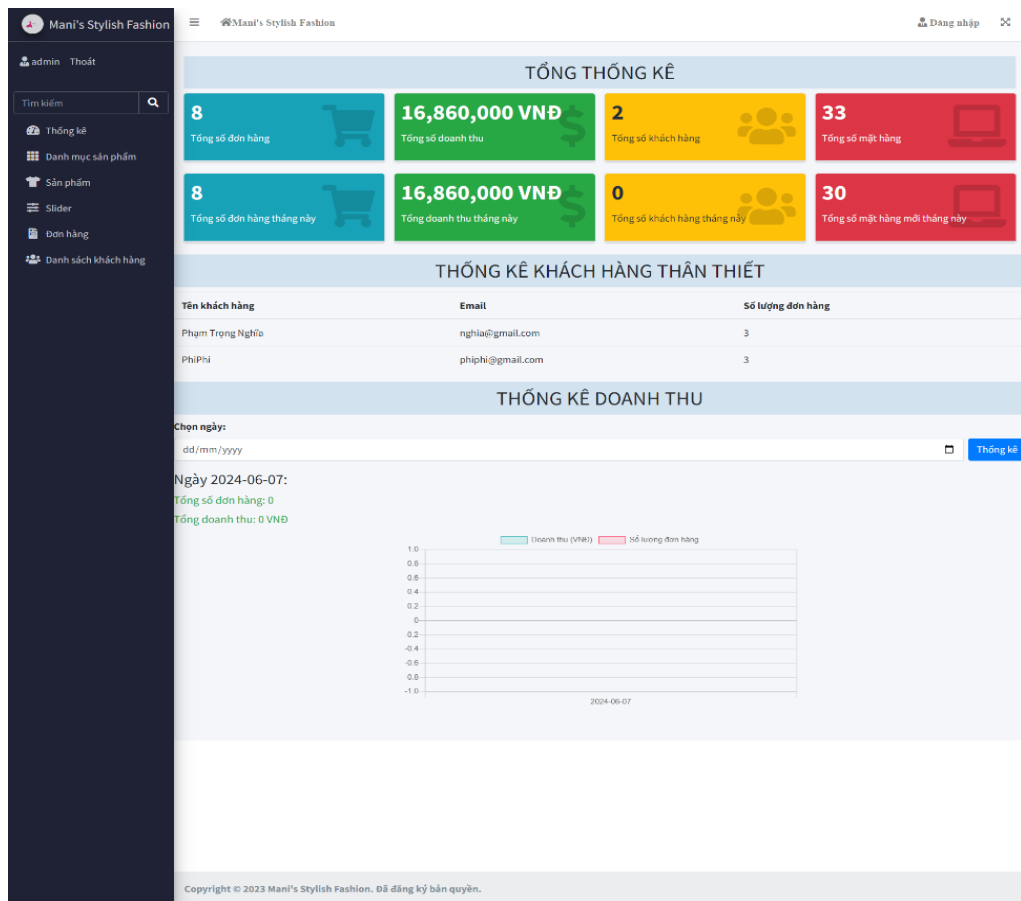 Mani's Stylish Fashion
Mani's Stylish Fashion
Đăng nhập
admin Thoát
Tìm kiếm
Thống kê
Danh mục sản phẩm
Sản phẩm
Slider
Đơn hàng
Danh sách khách hàng
TỔNG THỐNG KÊ
8
Tổng số đơn hàng
16,860,000 VNĐ
Tổng số doanh thu
2
Tổng số khách hàng
33
Tổng số mặt hàng
8
Tổng số đơn hàng tháng này
16,860,000 VNĐ
Tổng doanh thu tháng này
0
Tổng số khách hàng tháng này
30
Tổng số mặt hàng mới tháng này
THỐNG KÊ KHÁCH HÀNG THÂN THIẾT
Tên khách hàng Email Số lượng đơn hàng
Phạm Trọng Nghĩa nghia@gmail.com 3
PhiPhi phiphi@gmail.com 3
THỐNG KÊ DOANH THU
Chọn ngày:
dd/mm/yyyy Thống kê
Ngày 2024-06-07:
Tổng số đơn hàng: 0
Tổng doanh thu: 0 VNĐ
Doanh thu (VNĐ) Số lượng đơn hàng
1.0
0.8
0.6
0.4
0.2
0
-0.2
-0.4
-0.6
-0.8
-1.0
2024-06-07
Copyright © 2023 Mani's Stylish Fashion. Đã đăng ký bản quyền.